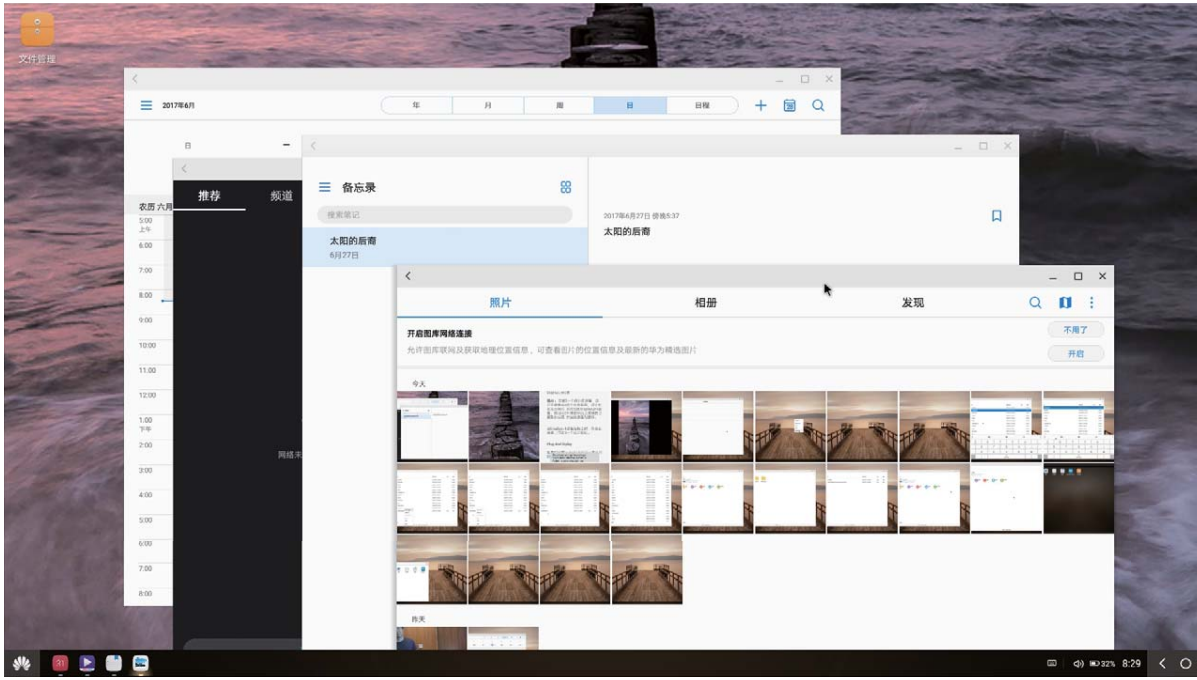 文件管理
2017年6月
年 月 周 日 日程
日
农历 六月
5:00
上午
6:00
7:00
8:00
9:00
10:00
11:00
12:00
1:00
下午
2:00
3:00
4:00
5:00
6:00
7:00
8:00
推荐 频道
网络未
备忘录
搜索笔记
太阳的后裔
6月27日
2017年6月27日 傍晚5:37
太阳的后裔
照片 相册 发现
开启图库网络连接
允许图库联网及获取地理位置信息，可查看图片的位置信息及最新的华为精选图片
不用了
开启
今天
昨天
31
32% 8:29